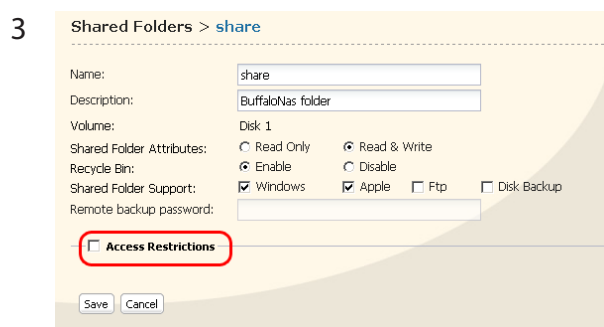 3
Shared Folders > share
Name: share
Description: BuffaloNas folder
Volume: Disk 1
Shared Folder Attributes: Read Only Read & Write
Recycle Bin: Enable Disable
Shared Folder Support: Windows Apple Ftp Disk Backup
Remote backup password:
Access Restrictions
Save Cancel